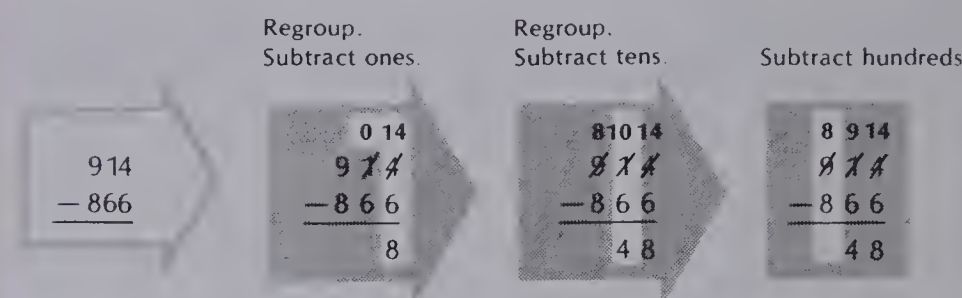 914
− 866
Regroup.
Subtract ones.
0 14
9 1 4
− 8 6 6
8
Regroup.
Subtract tens.
8 10 14
9 1 4
− 8 6 6
4 8
Subtract hundreds
8 9 14
9 1 4
− 8 6 6
4 8